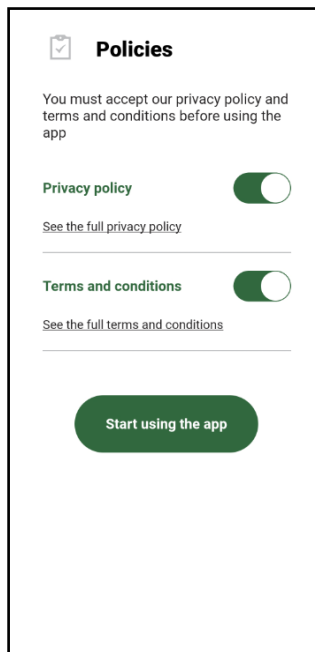 Policies
You must accept our privacy policy and
terms and conditions before using the
app
Privacy policy
See the full privacy policy
Terms and conditions
See the full terms and conditions
Start using the app